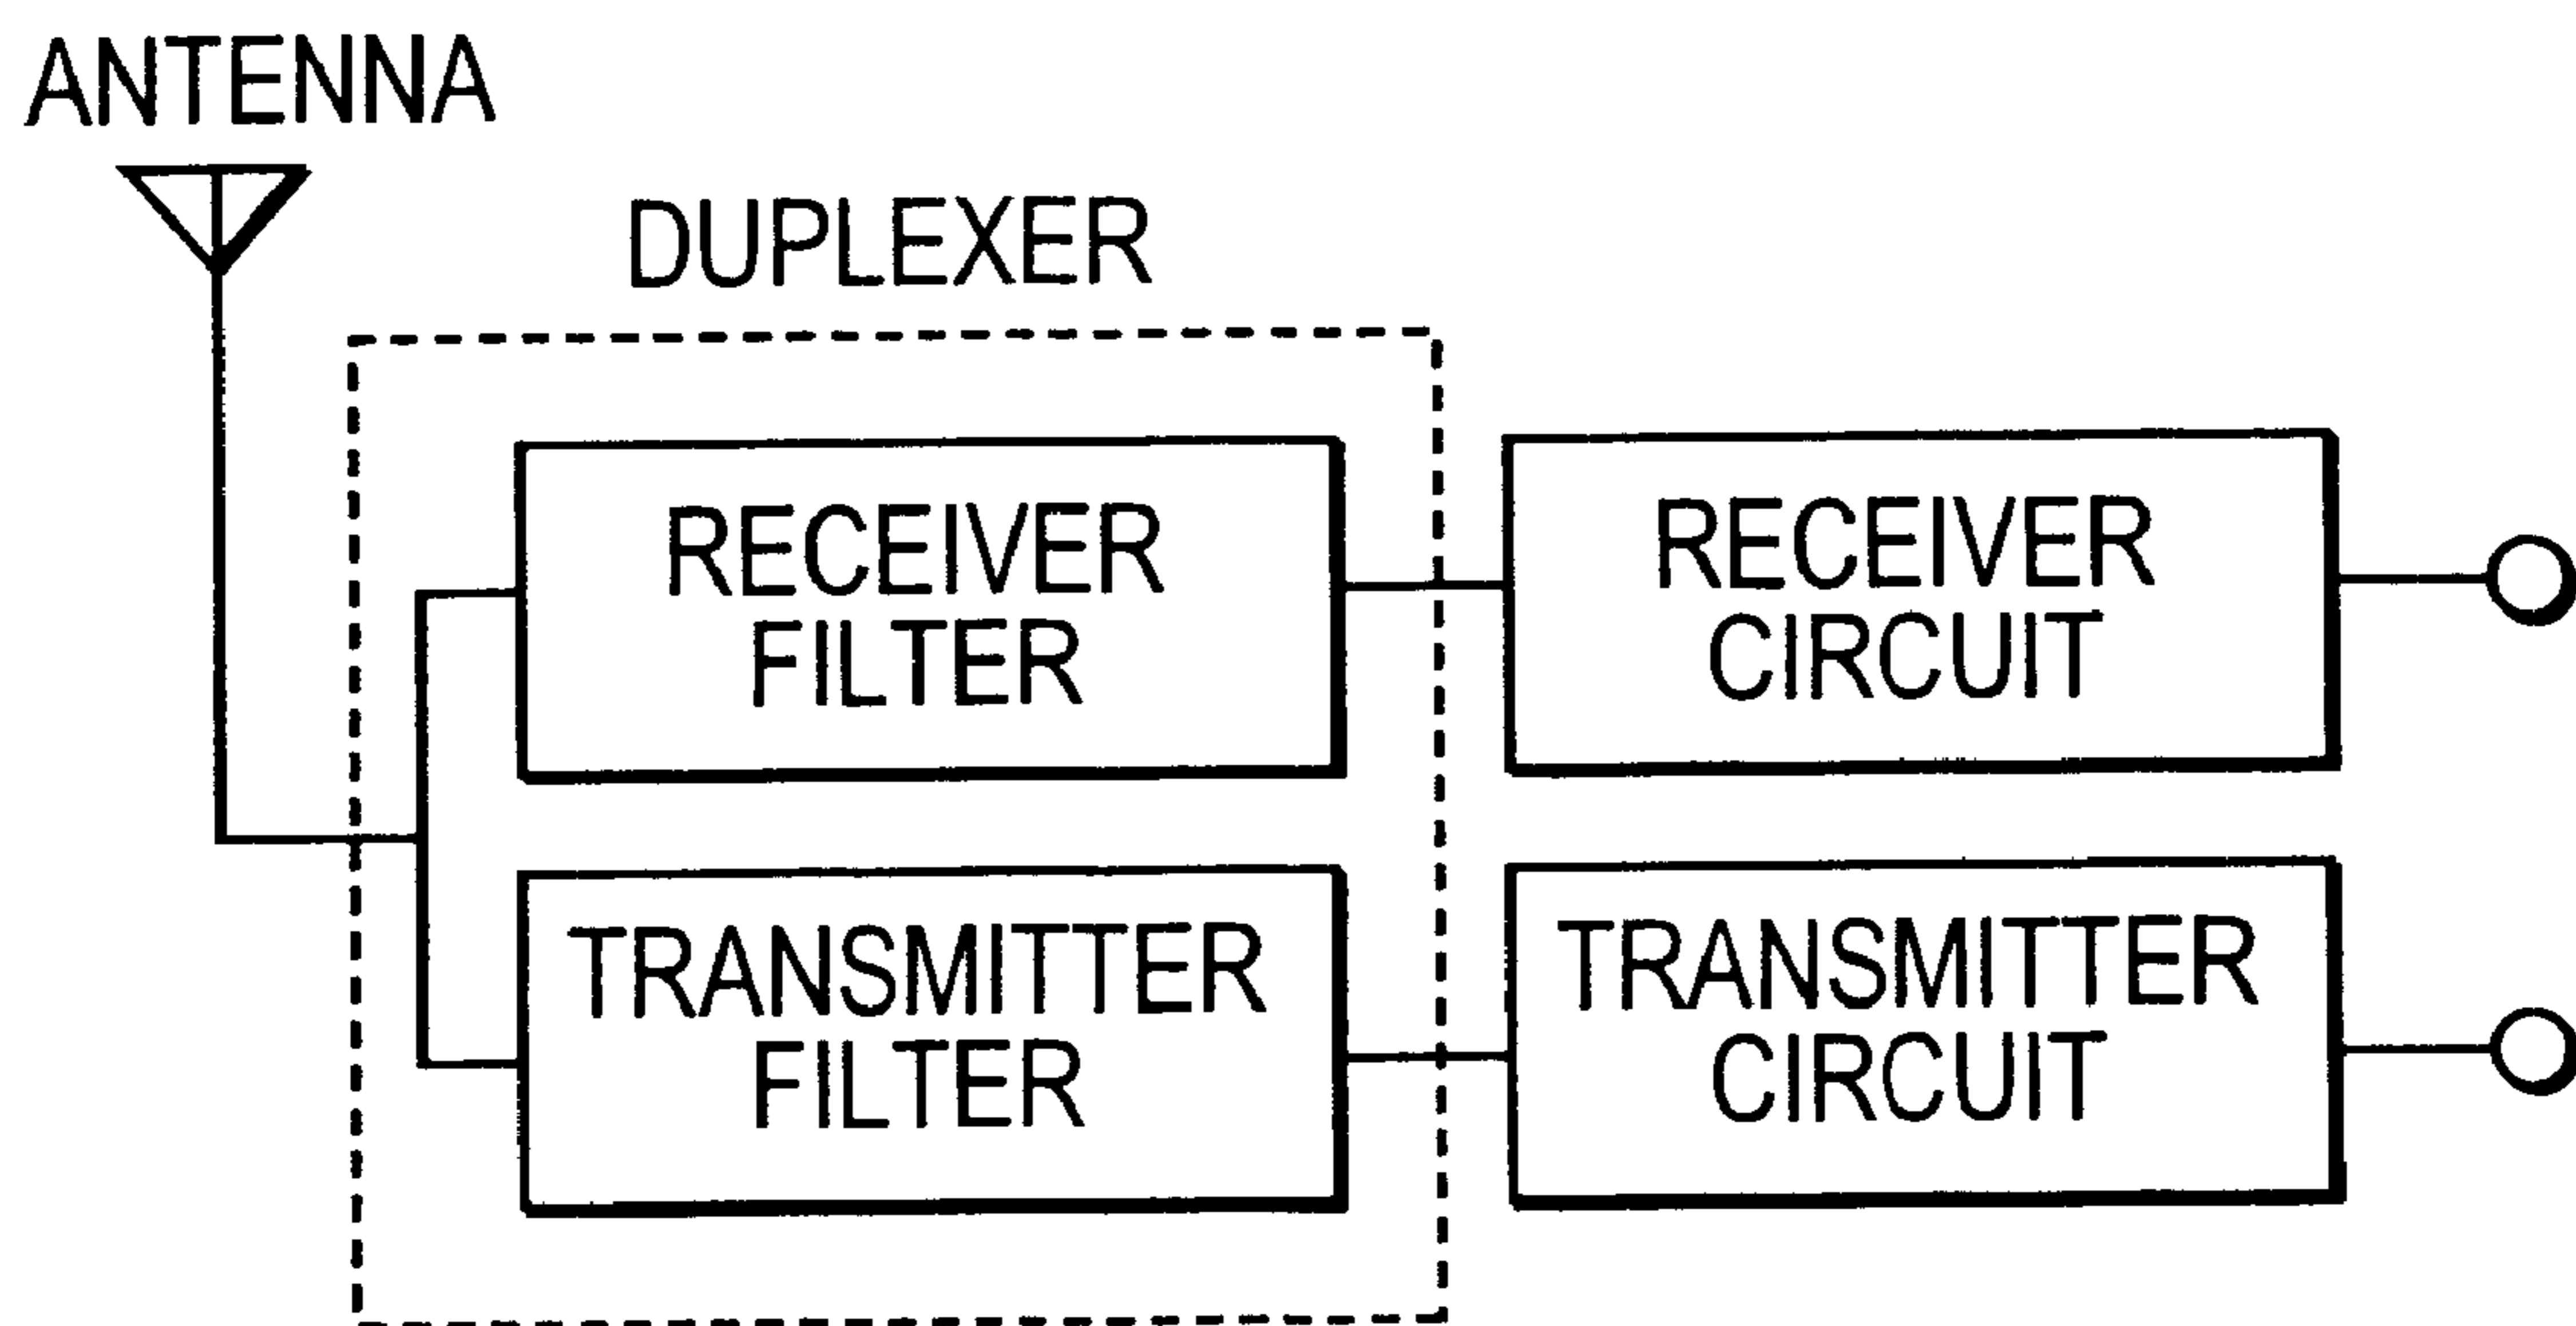 ANTENNA
DUPLEXER
RECEIVER
FILTER
RECEIVER
CIRCUIT
TRANSMITTER
FILTER
TRANSMITTER
CIRCUIT